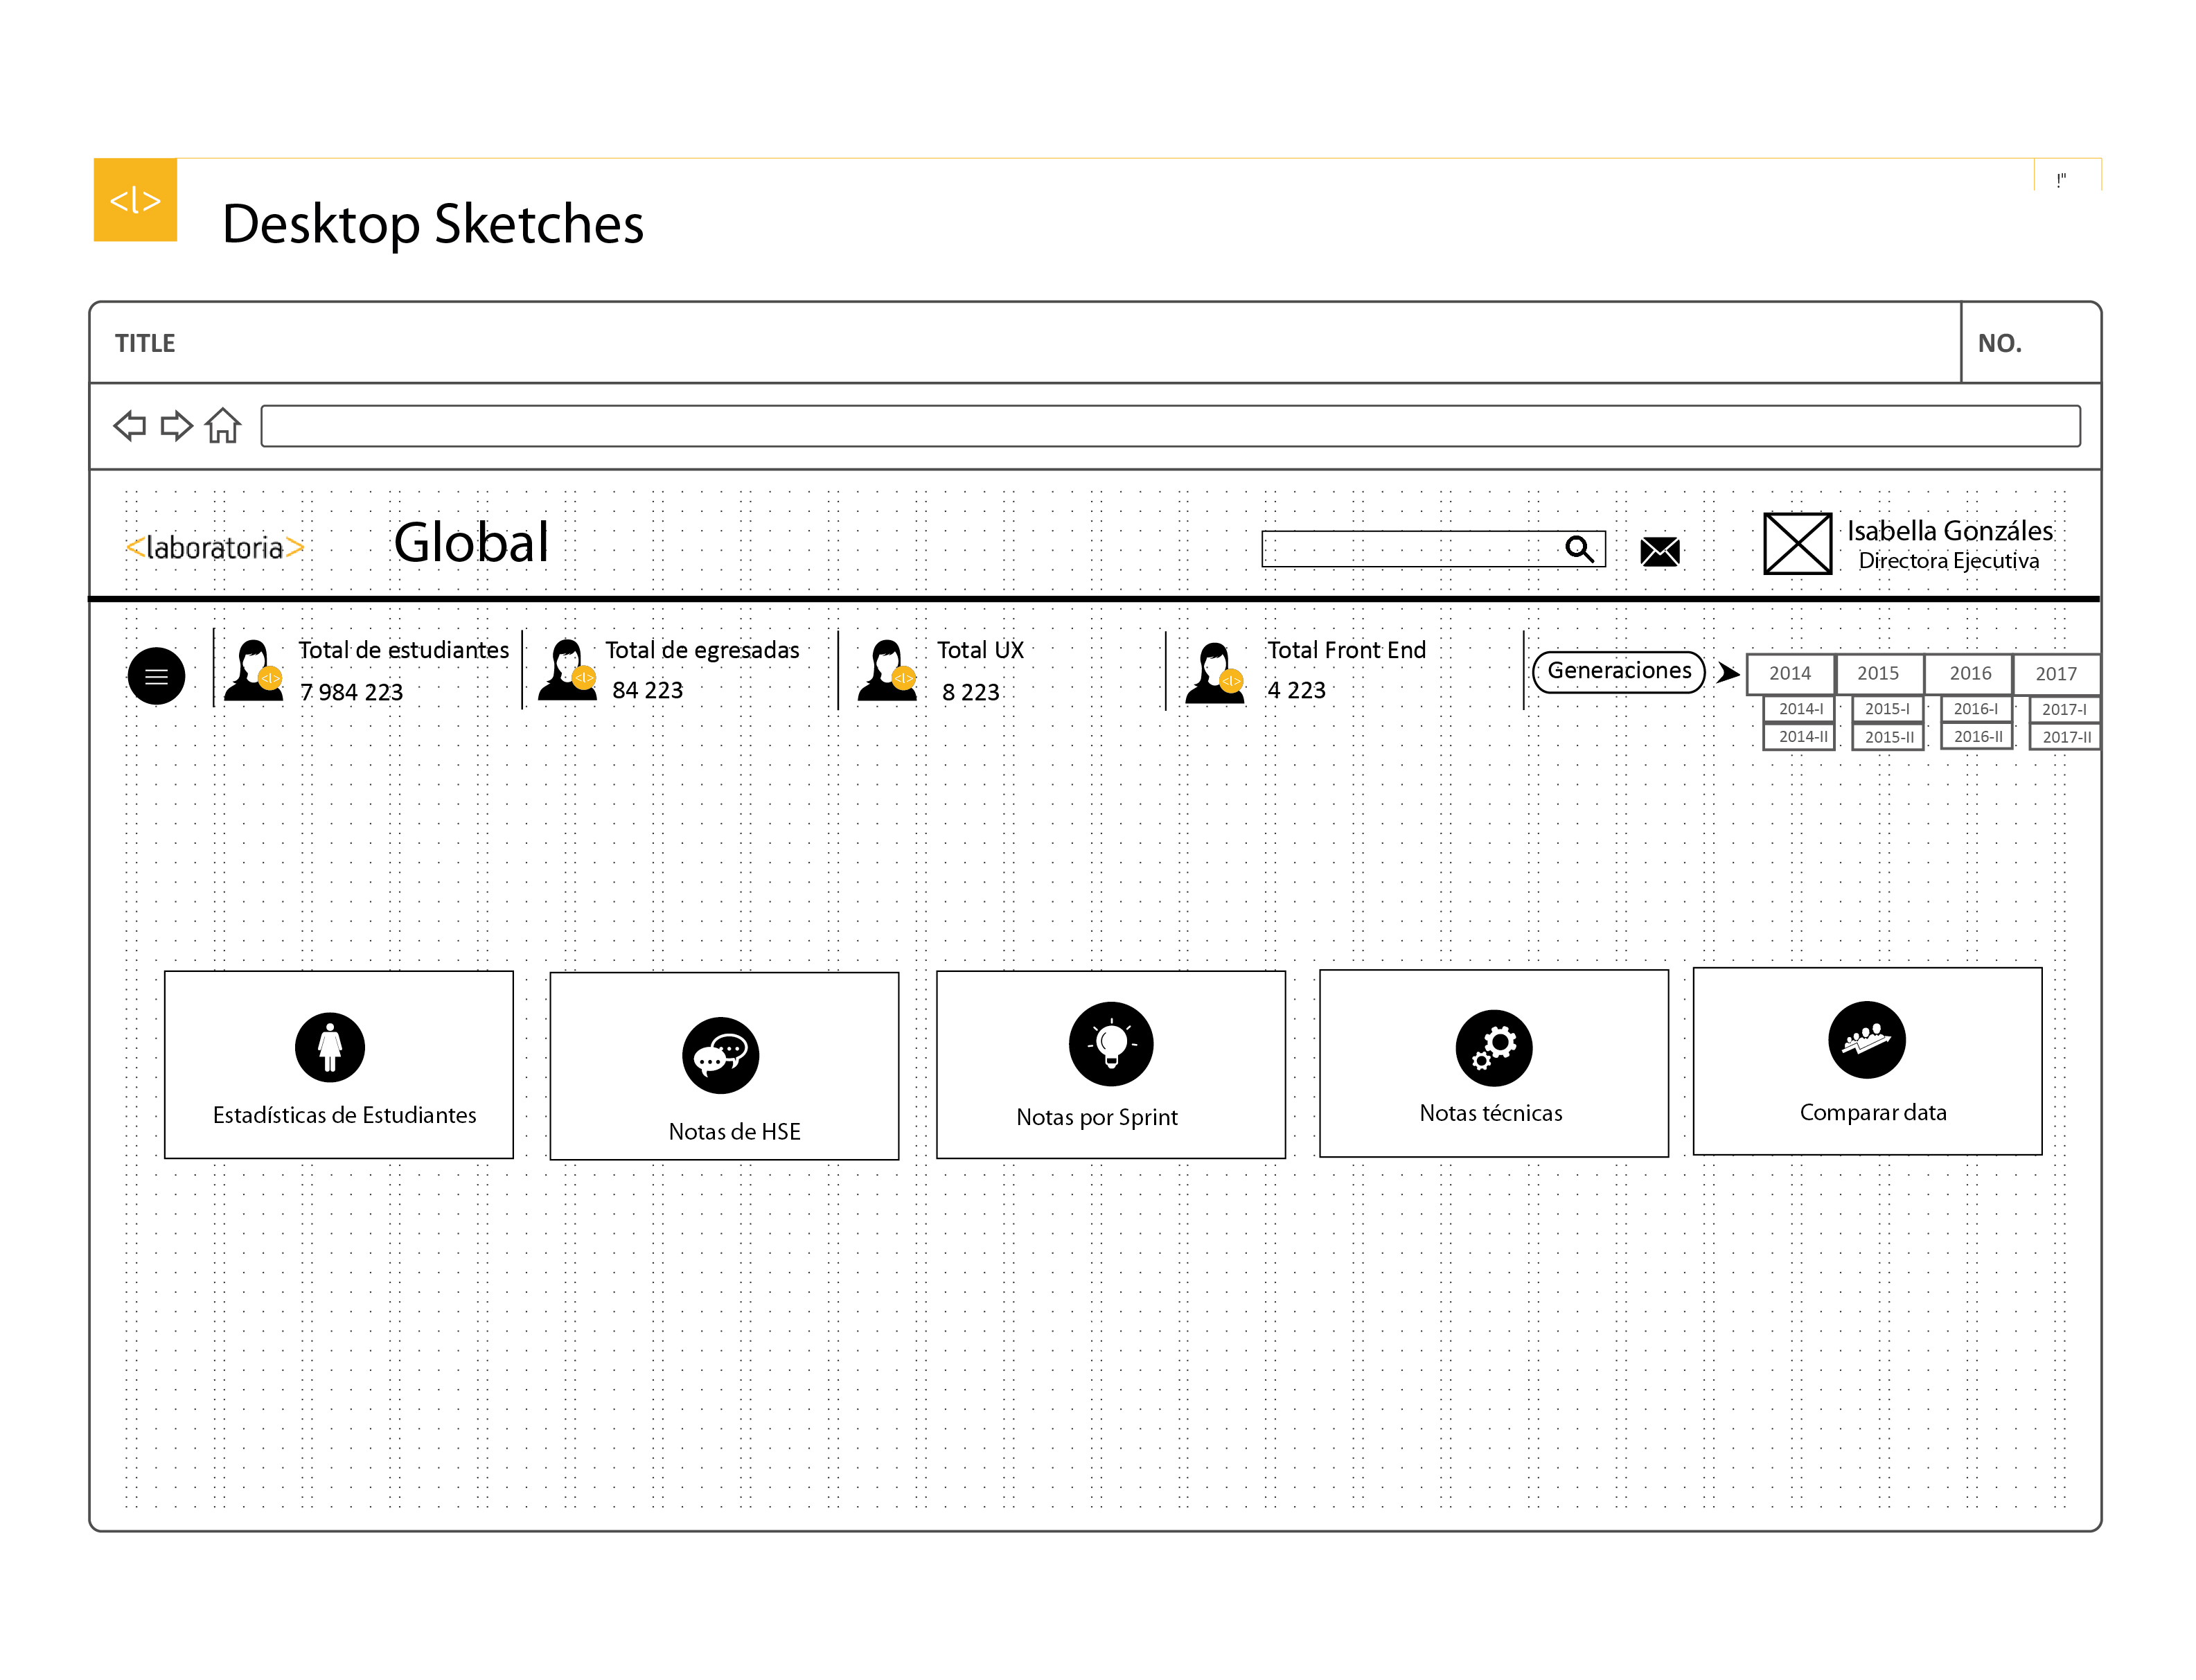 <l>
!"
Desktop Sketches
TITLE
NO.
<laboratoria>
Global
Isabella Gonzáles
Directora Ejecutiva
Total de estudiantes
7 984 223
Total de egresadas
84 223
Total UX
8 223
Total Front End
4 223
Generaciones
2014 2015 2016 2017
2014-I 2015-I 2016-I 2017-I
2014-II 2015-II 2016-II 2017-II
<l> <l> <l> <l>
Estadísticas de Estudiantes
Notas de HSE
Notas por Sprint
Notas técnicas
Comparar data